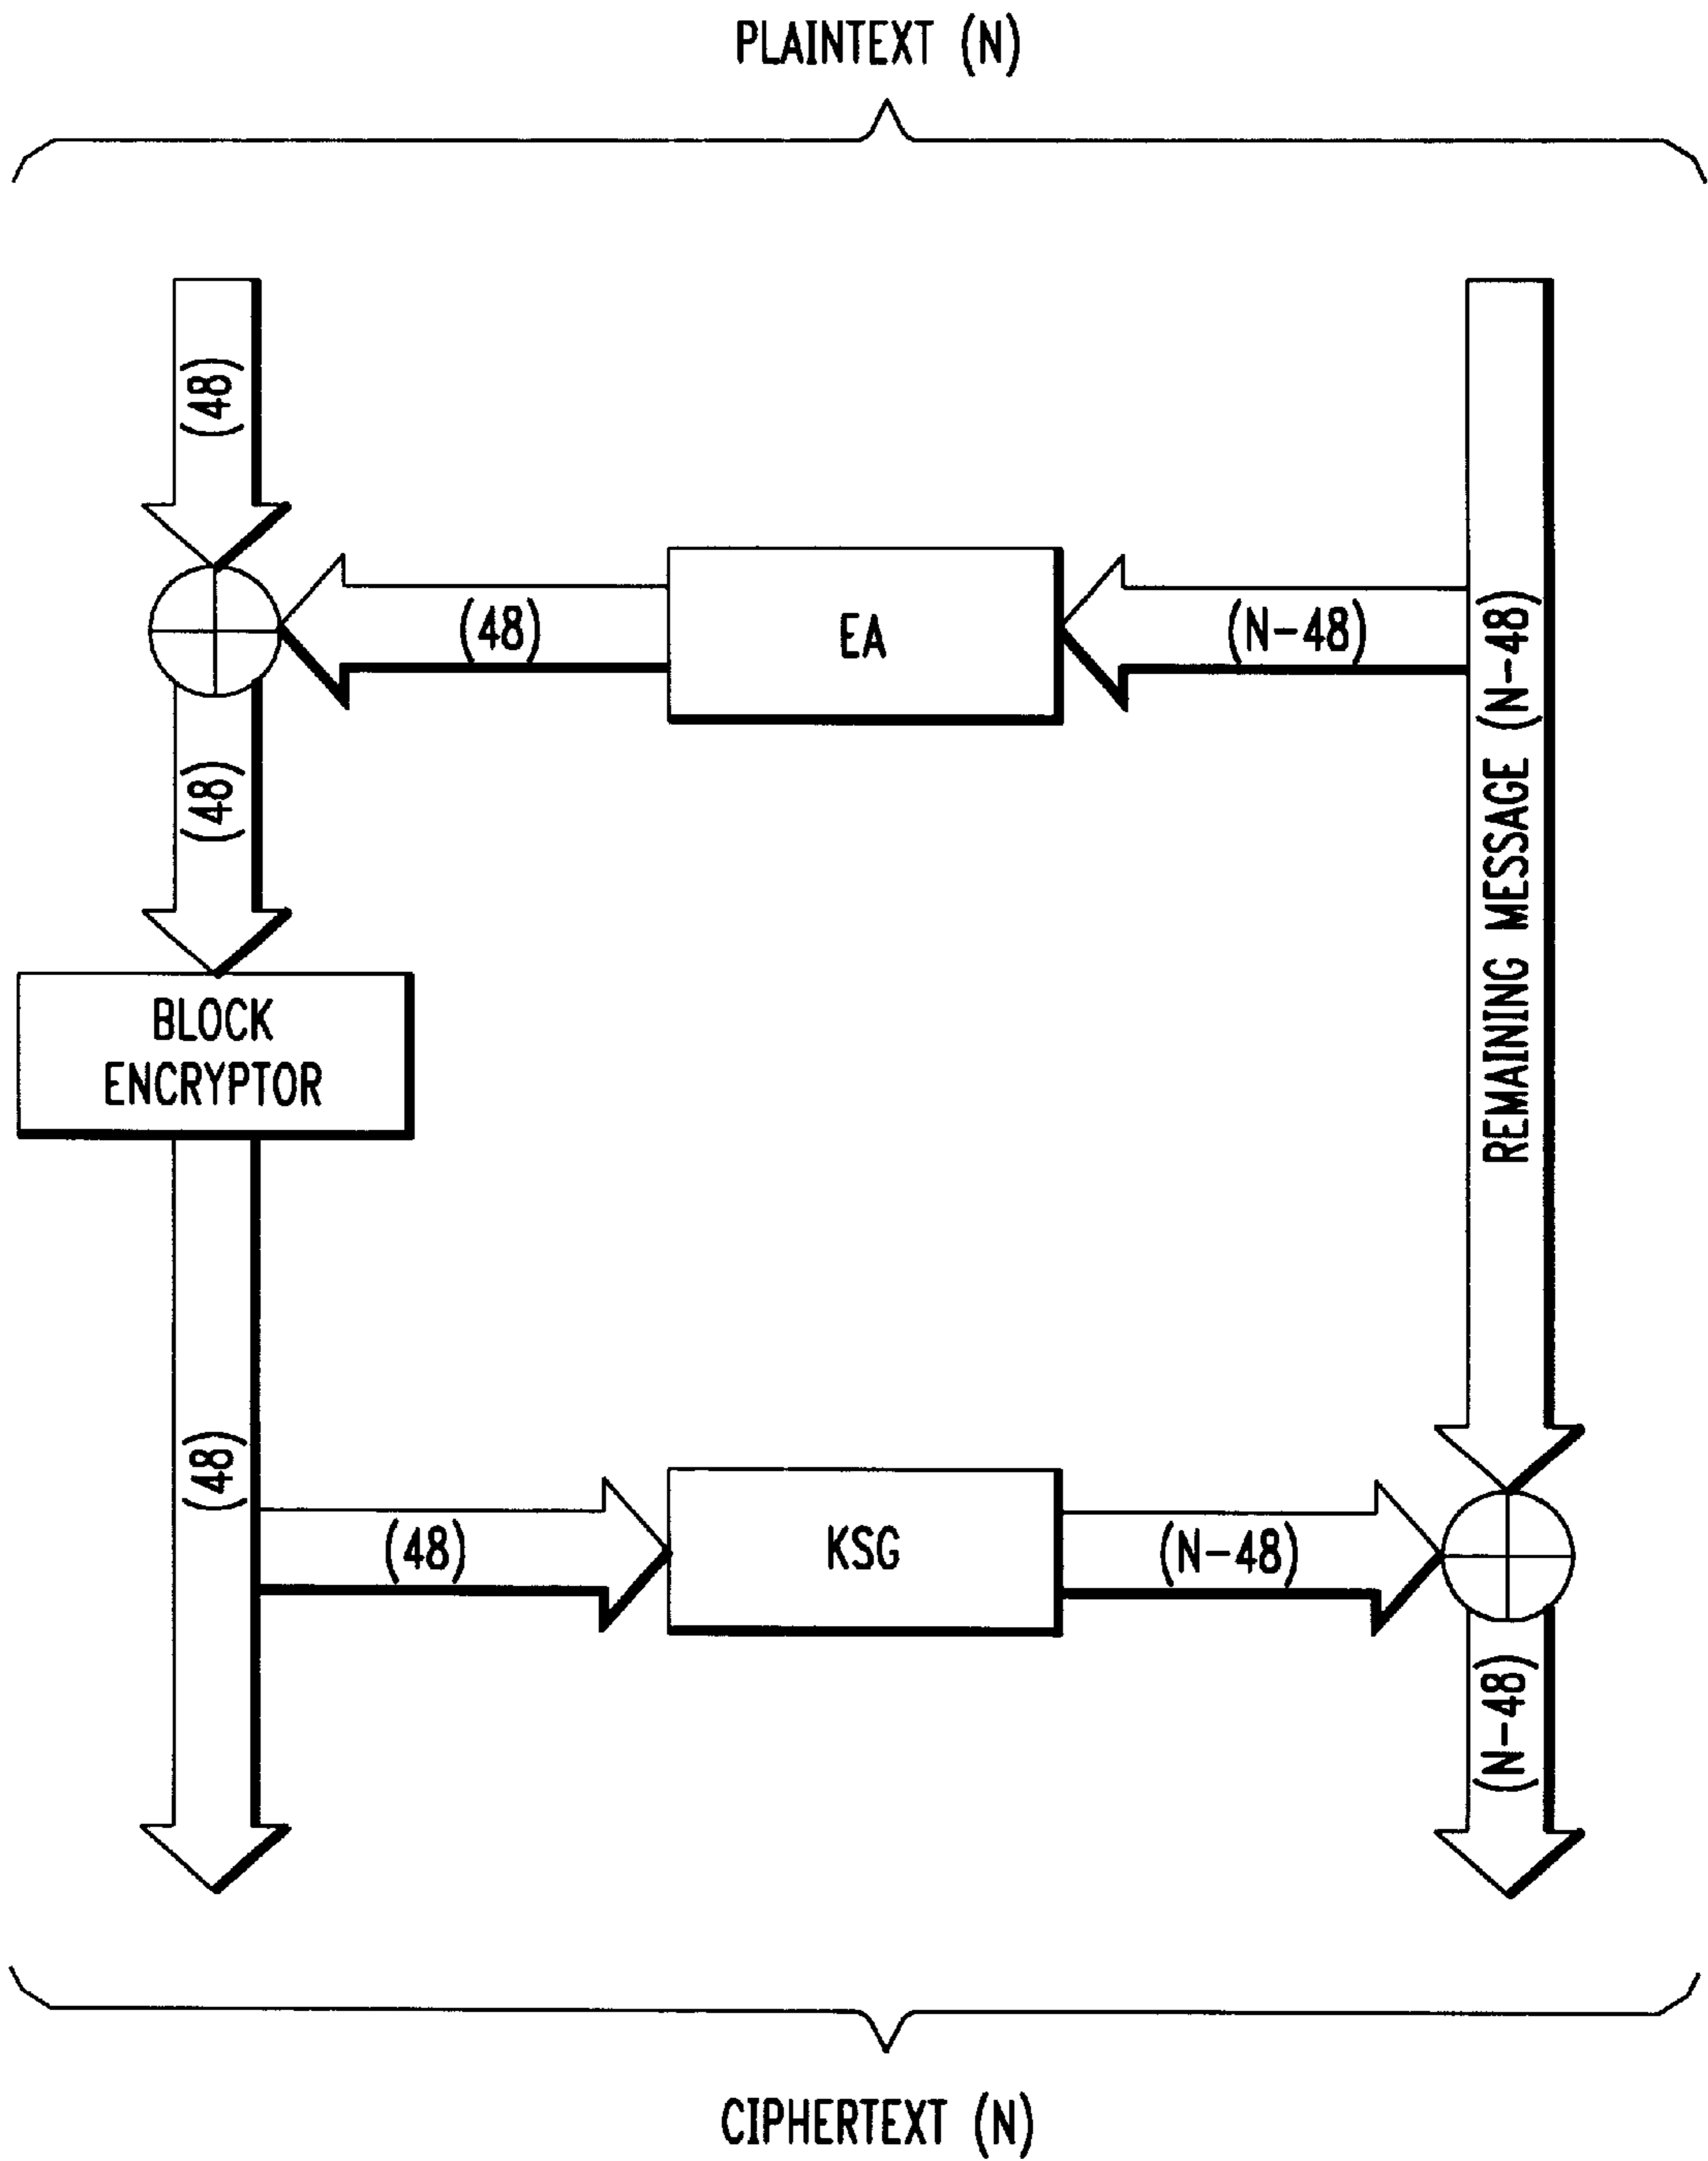 PLAINTEXT (N)
(48)
(48)
EA
(N-48)
REMAINING MESSAGE (N-48)
(48)
BLOCK
ENCRYPTOR
(48)
(48)
KSG
(N-48)
(N-48)
CIPHERTEXT (N)